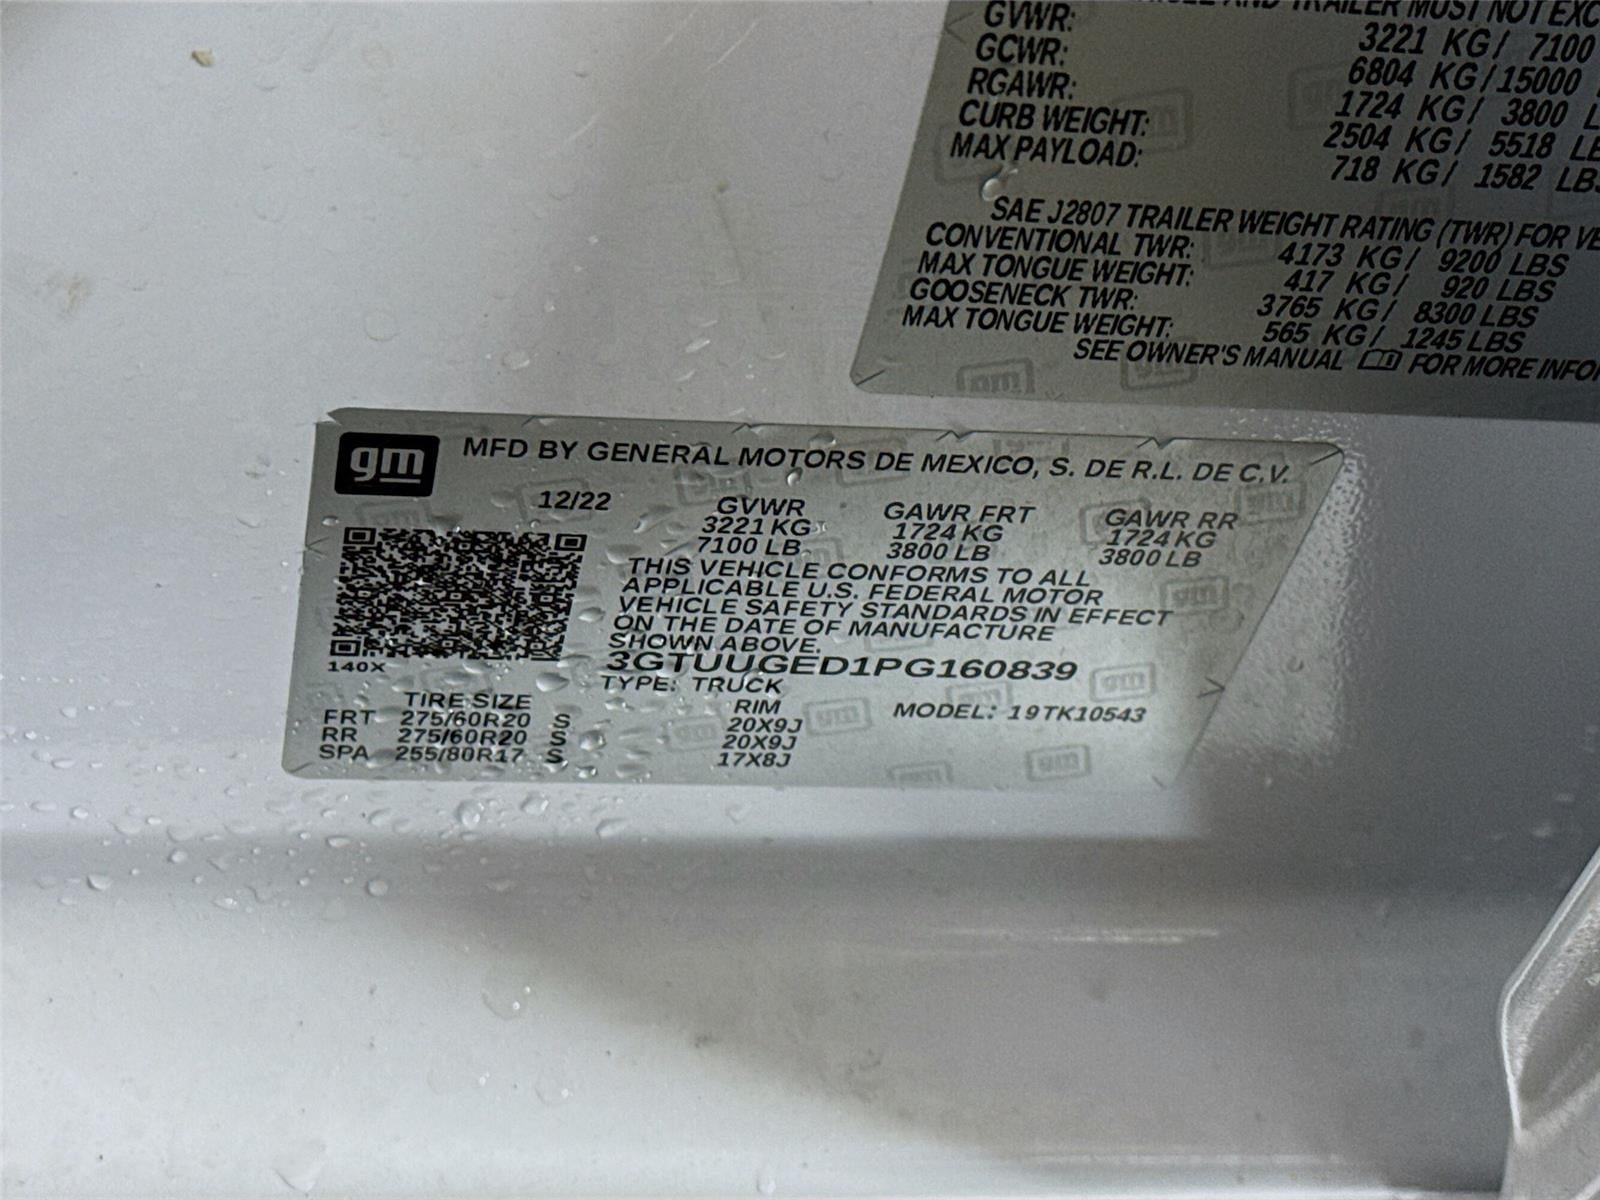 AND TRAILER MUST NOT
GVWR: 3221 KG/ 7100
GCWR: 6804 KG/ 15000
RGAWR: 1724 KG/ 3800
CURB WEIGHT: 2504 KG/ 5518
MAX PAYLOAD: 718 KG/ 1582 LBS
SAE J2807 TRAILER WEIGHT RATING (TWR) FOR
CONVENTIONAL TWR: 4173 KG/ 9200 LBS
MAX TONGUE WEIGHT: 417 KG/ 920 LBS
GOOSENECK TWR: 3765 KG/ 8300 LBS
MAX TONGUE WEIGHT: 565 KG/ 1245 LBS
SEE OWNER'S MANUAL FOR MORE
gm
MFD BY GENERAL MOTORS DE MEXICO, S. DE R.L. DE C.V.
12/22 GVWR GAWR FRT GAWR RR
3221 KG 1724 KG 1724 KG
7100 LB 3800 LB 3800 LB
THIS VEHICLE CONFORMS TO ALL
APPLICABLE U.S. FEDERAL MOTOR
VEHICLE SAFETY STANDARDS IN EFFECT
ON THE DATE OF MANUFACTURE
SHOWN ABOVE.
140X
3GTUUGED1PG160839
TYPE: TRUCK
MODEL: 19TK10543
TIRE SIZE RIM
FRT 275/60R20 S 20X9J
RR 275/60R20 S 20X9J
SPA 255/80R17 S 17X8J